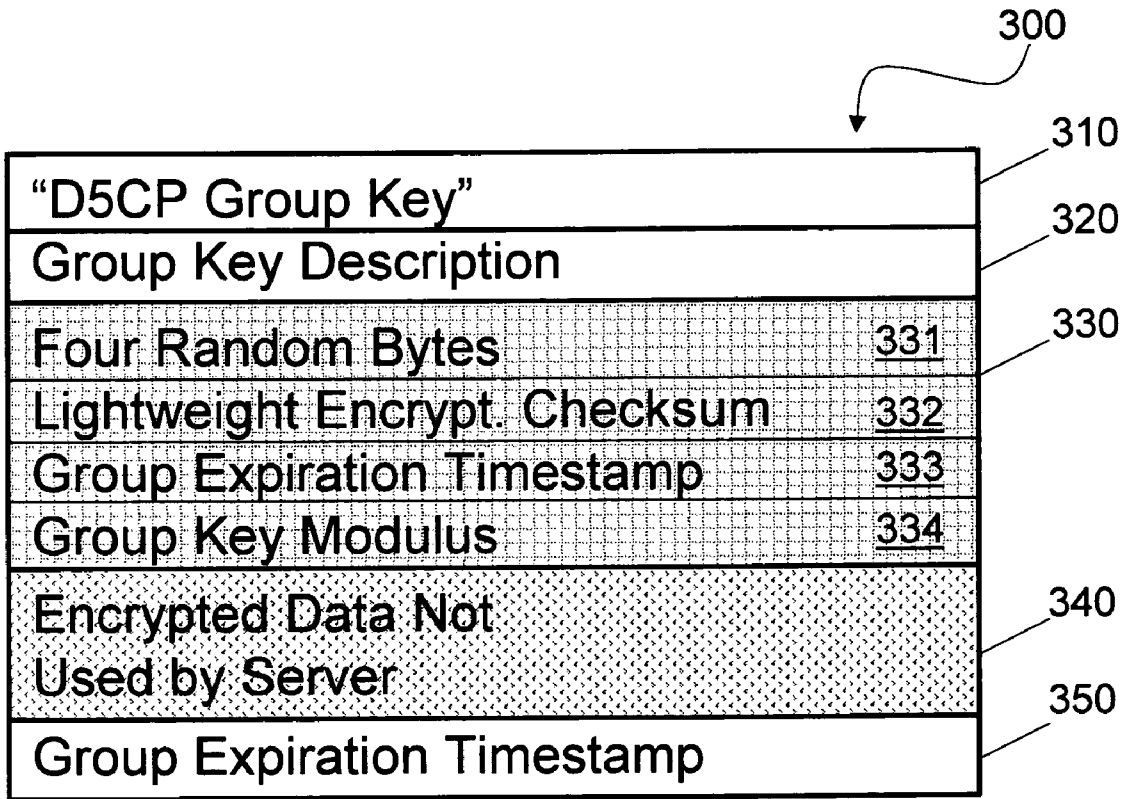 300
310
“D5CP Group Key”
320
Group Key Description
330
Four Random Bytes 331
Lightweight Encrypt. Checksum 332
Group Expiration Timestamp 333
Group Key Modulus 334
340
Encrypted Data Not
Used by Server
350
Group Expiration Timestamp